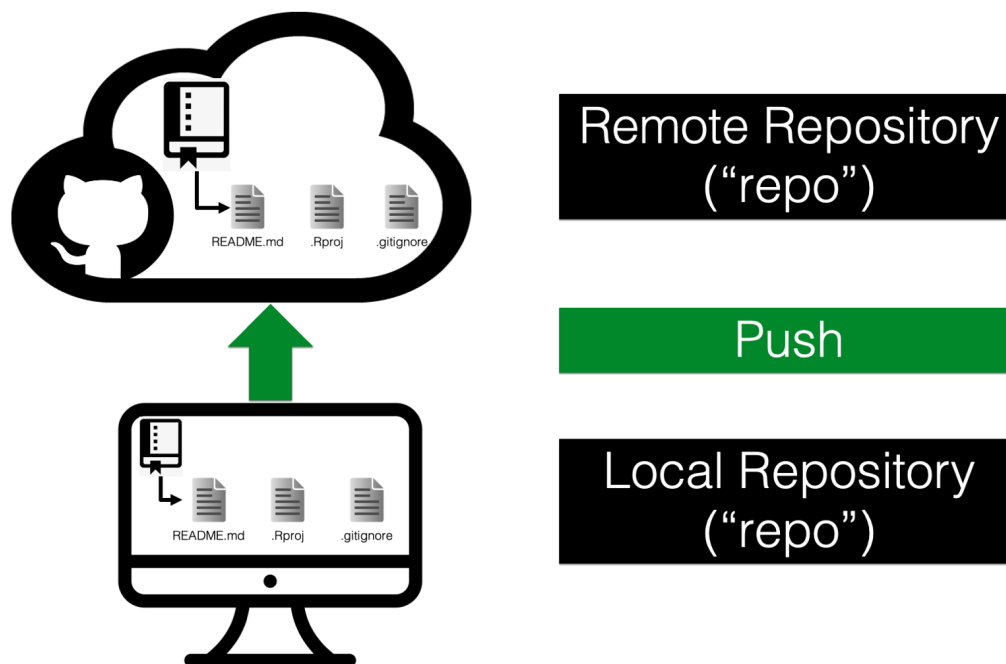 Remote Repository
(“repo”)
README.md
.Rproj
.gitignore
Push
Local Repository
(“repo”)
README.md
.Rproj
.gitignore